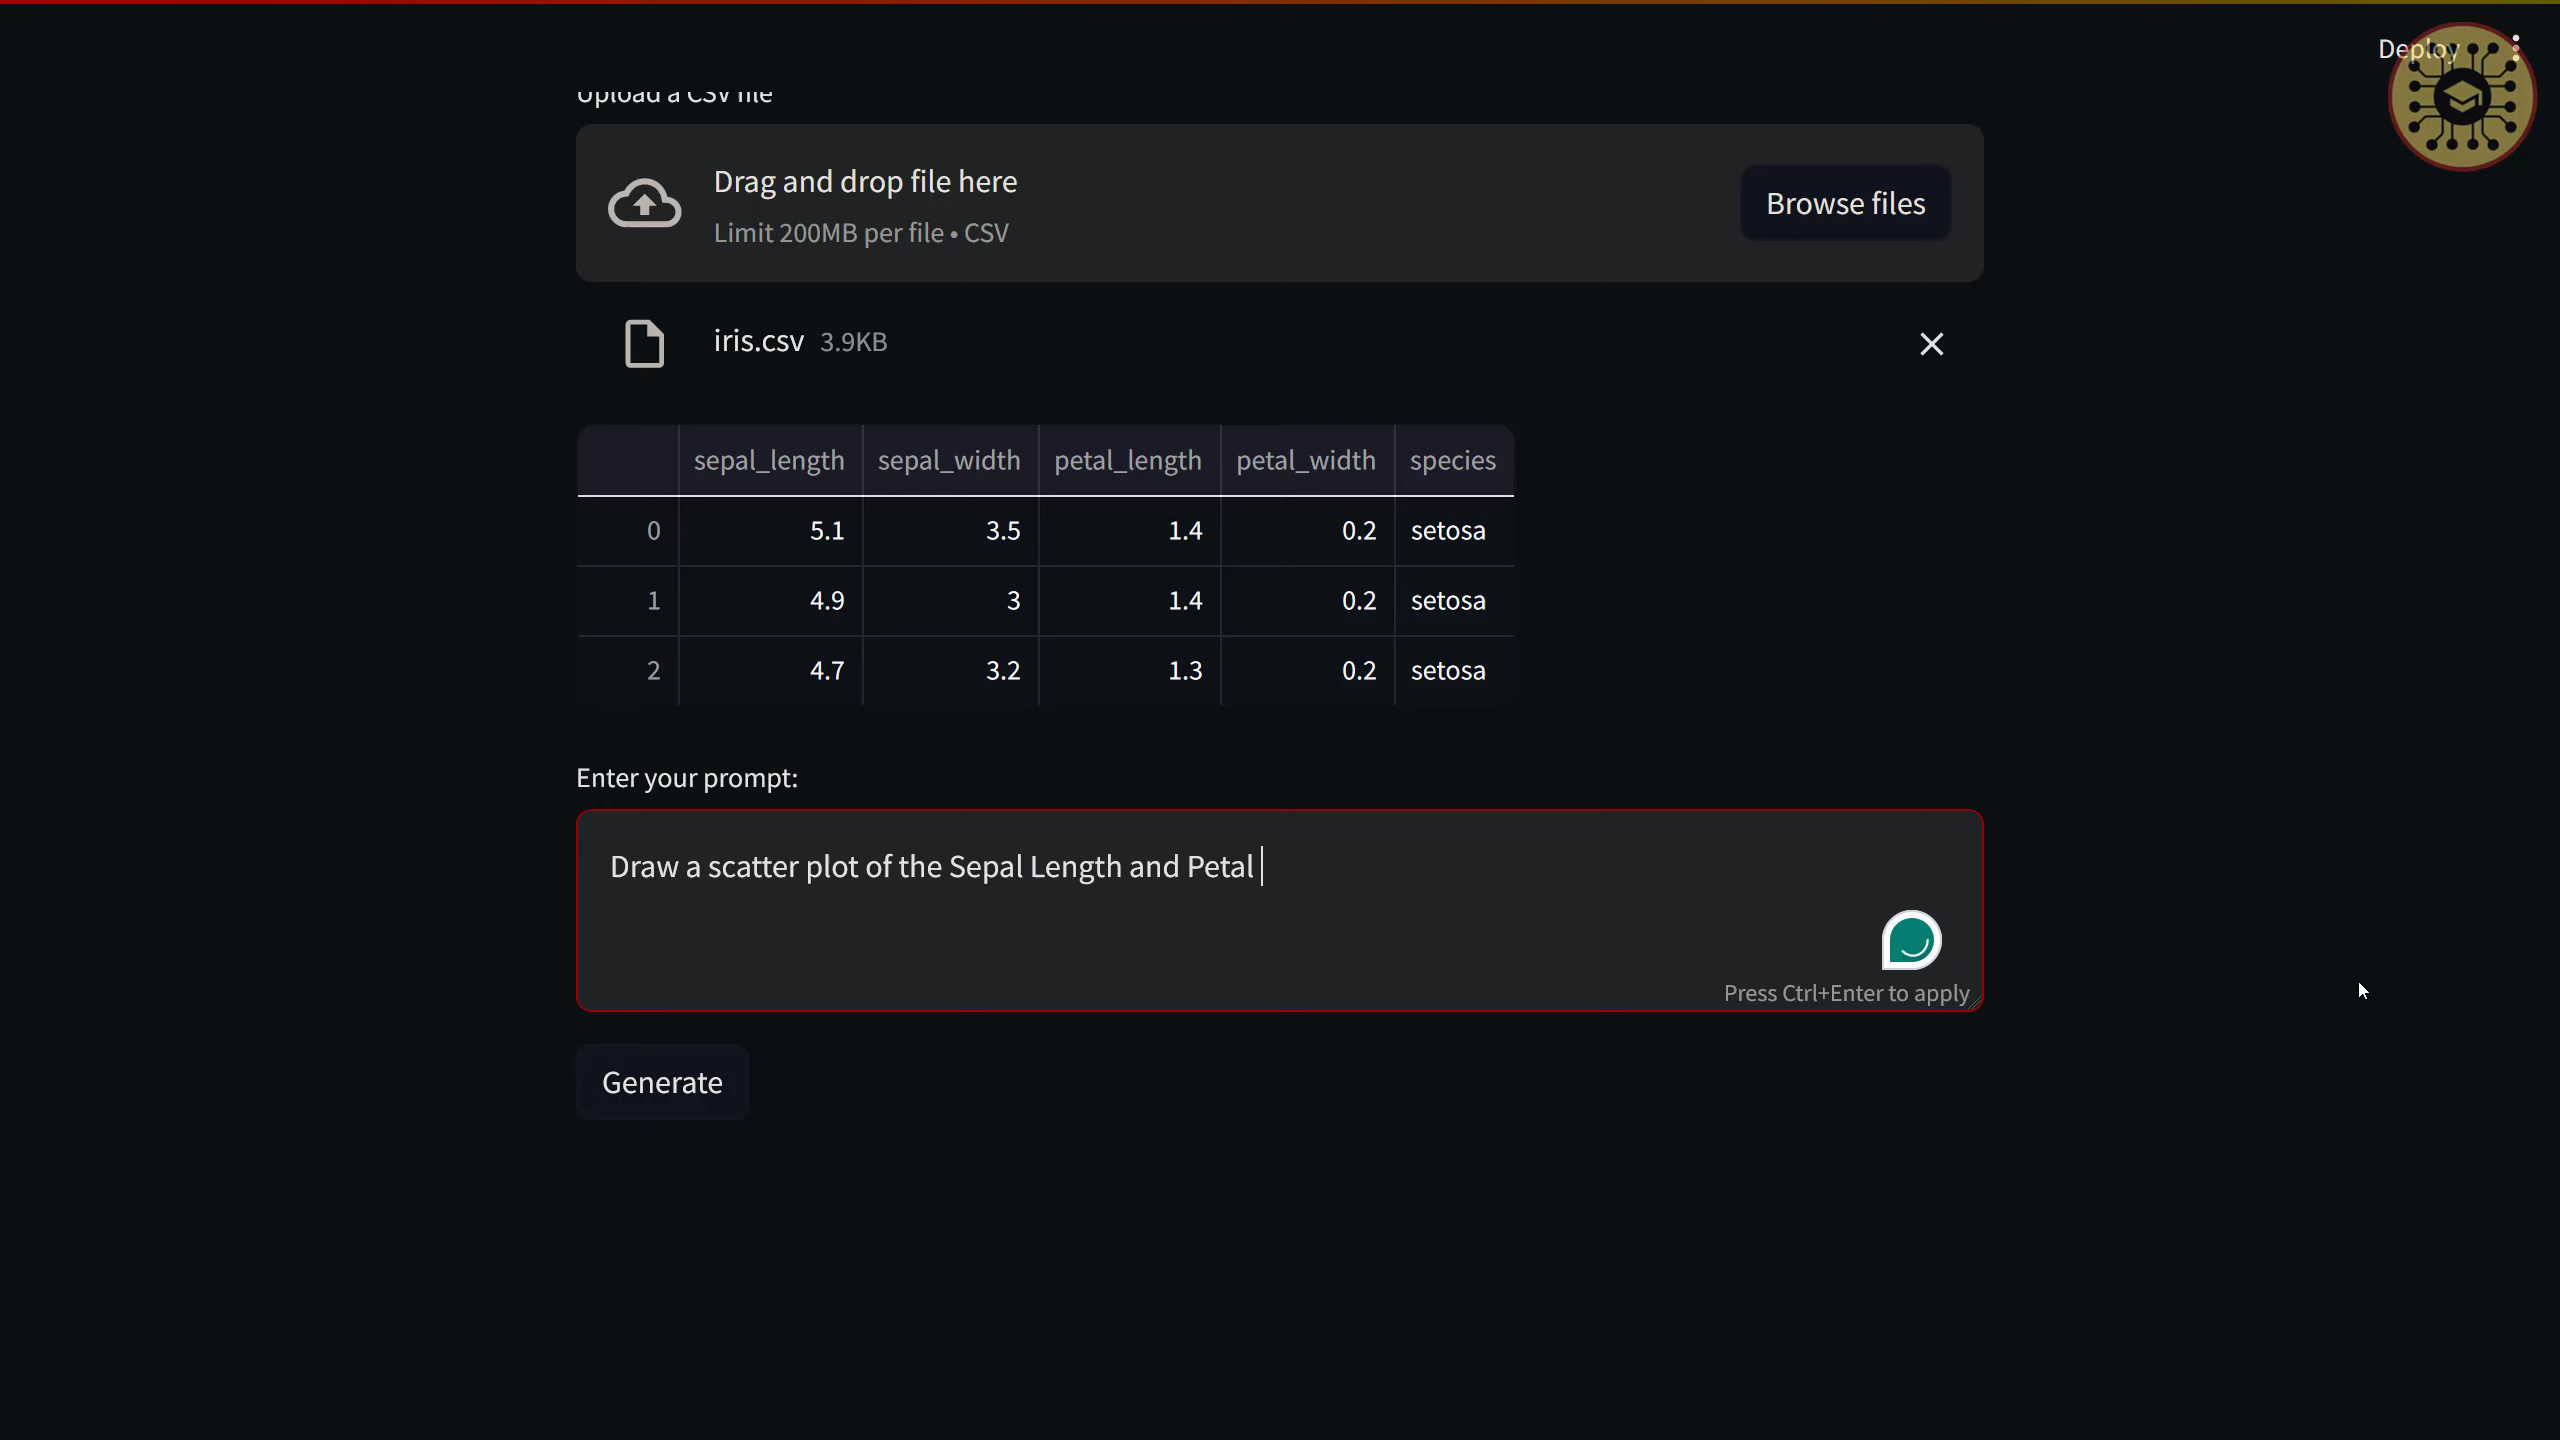 Deploy
Upload a CSV file
Drag and drop file here
Limit 200MB per file • CSV
Browse files
iris.csv 3.9KB
sepal_length sepal_width petal_length petal_width species
0 5.1 3.5 1.4 0.2 setosa
1 4.9 3 1.4 0.2 setosa
2 4.7 3.2 1.3 0.2 setosa
Enter your prompt:
Draw a scatter plot of the Sepal Length and Petal
Press Ctrl+Enter to apply
Generate